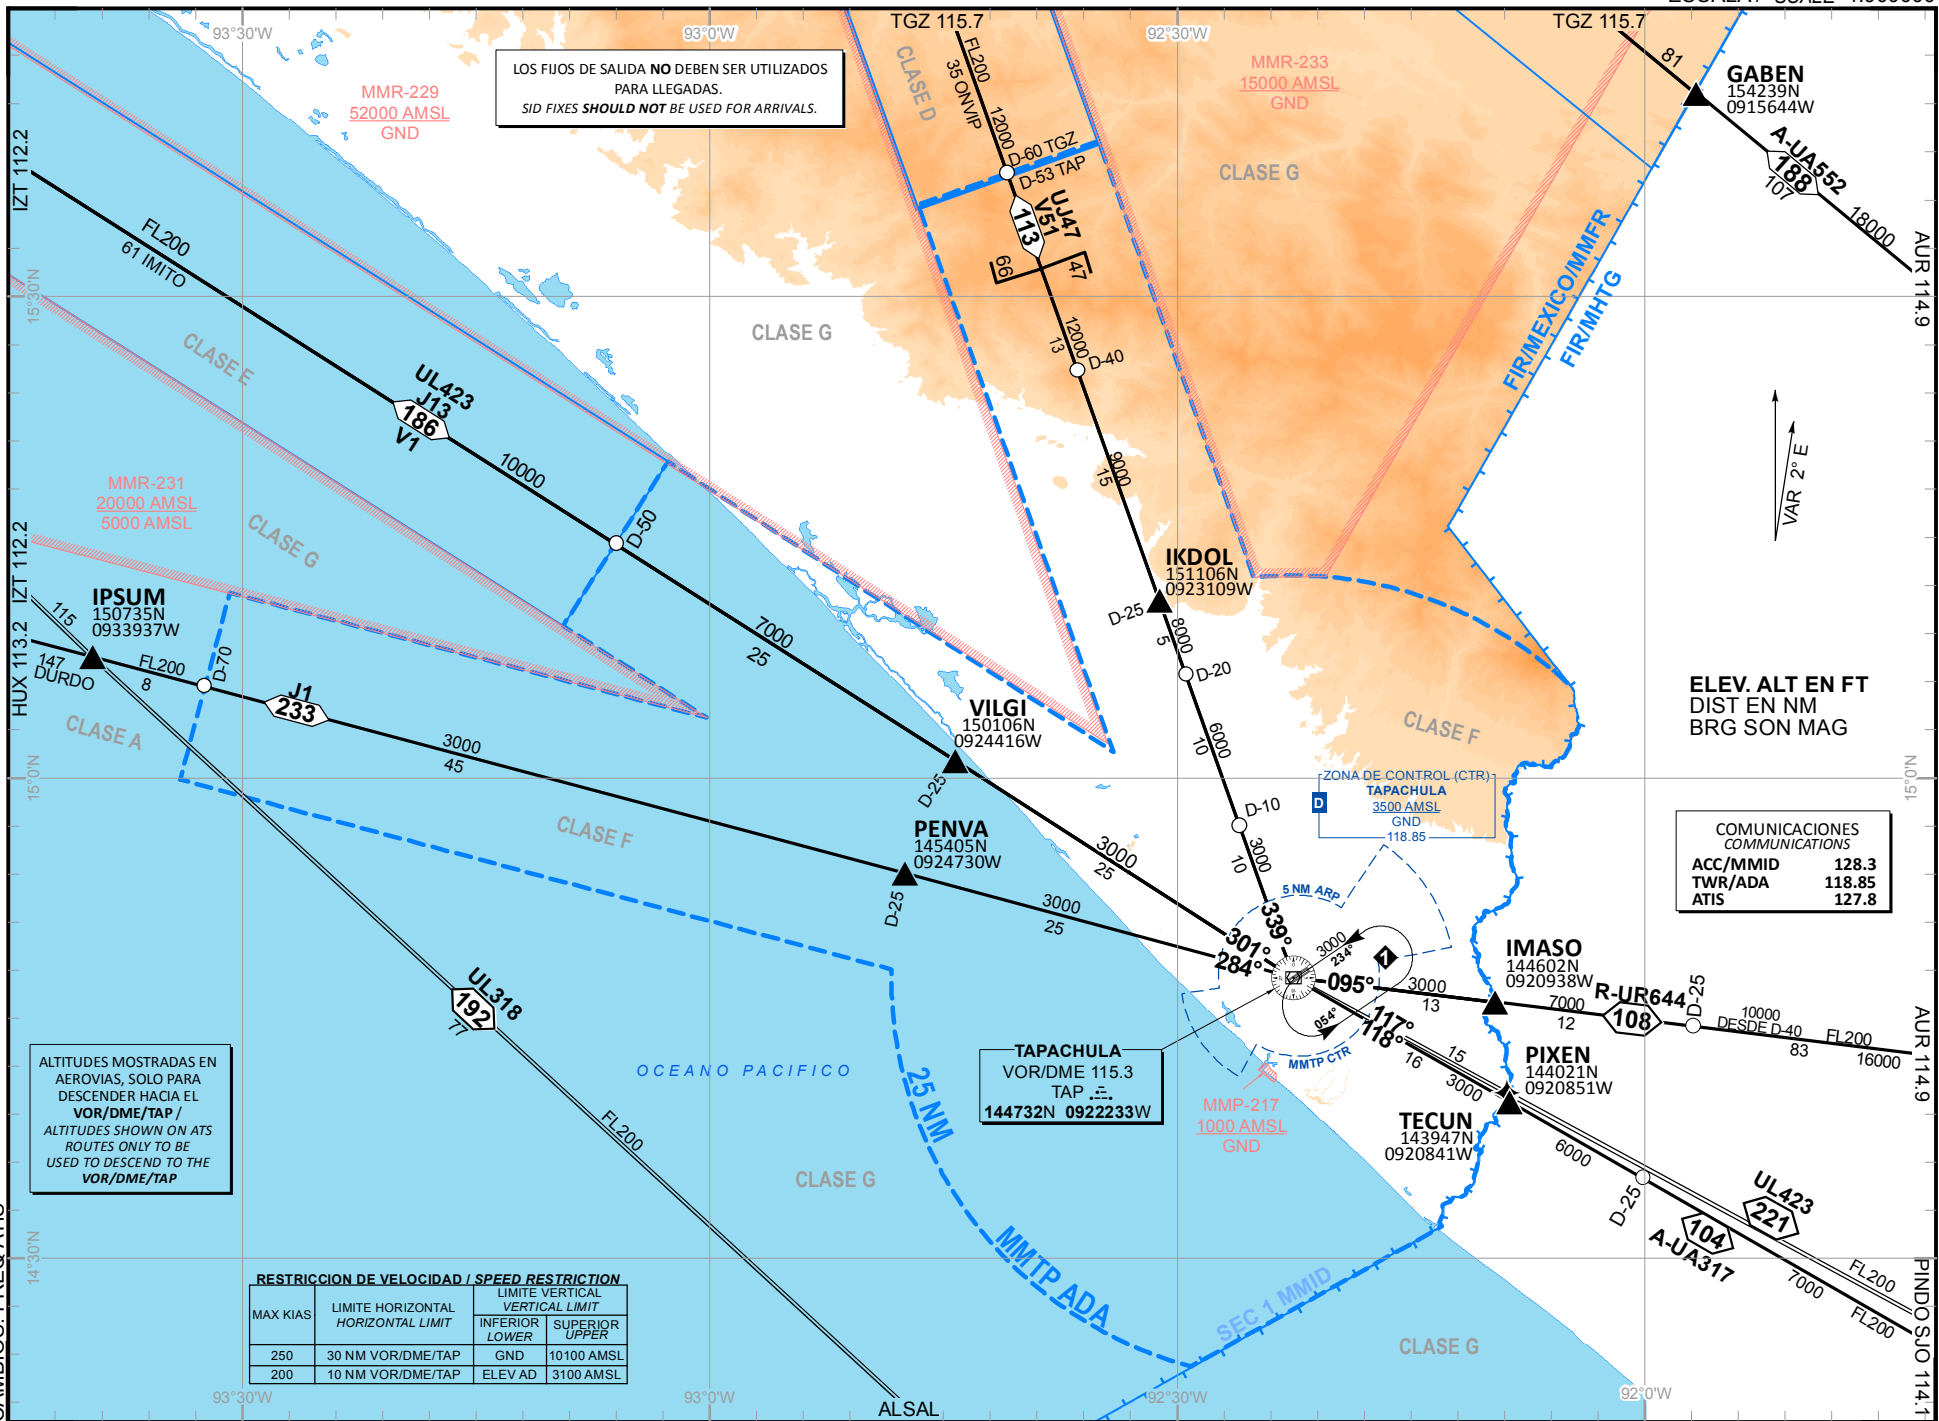 TGZ 115.7
TGZ 115.7
93°30'W
93°0'W
92°30'W
LOS FIJOS DE SALIDA NO DEBEN SER UTILIZADOS
PARA LLEGADAS.
SID FIXES SHOULD NOT BE USED FOR ARRIVALS.
MMR-229
52000 AMSL
GND
CLASE D
FL200
35 ONVIP
12000
D-60 TGZ
D-53 TAP
MMR-233
15000 AMSL
GND
CLASE G
81
GABEN
154239N
0915644W
A-UA552
188
107
18000
AUR 114.9
IZT 112.2
FL200
61 IMITO
UJ47
V51
113
66
47
15°30'N
CLASE G
12000
13
D-40
FIR/MEXICO/MMFR
FIR/MHTG
VAR 2° E
CLASE E
UL423
J13
186
V1
10000
D-50
9000
15
MMR-231
20000 AMSL
5000 AMSL
CLASE G
IZT 112.2
HUX 113.2
115
IPSUM
150735N
0933937W
147
DURDO
FL200
8
D-70
J1
233
CLASE A
3000
45
7000
25
IKDOL
151106N
0923109W
D-25
8000
5
D-20
6000
10
VILGI
150106N
0924416W
D-25
CLASE F
ELEV. ALT EN FT
DIST EN NM
BRG SON MAG
15°0'N
15°0'N
ZONA DE CONTROL (CTR)
TAPACHULA
D
3500 AMSL
GND
118.85
D-10
3000
10
COMUNICACIONES
COMMUNICATIONS
ACC/MMID 128.3
TWR/ADA 118.85
ATIS 127.8
CLASE F
PENVA
145405N
0924730W
D-25
3000
25
3000
25
5 NM ARP
339°
301°
284°
3000
234°
1
054°
095°
3000
13
IMASO
144602N
0920938W
7000
12
R-UR644
108
D-25
10000
DESDE D-40
FL200
83
16000
AUR 114.9
117°
118°
15
16
3000
MMTP CTR
UL318
192
77
FL200
TAPACHULA
VOR/DME 115.3
TAP
144732N 0922233W
PIXEN
144021N
0920851W
TECUN
143947N
0920841W
MMP-217
1000 AMSL
GND
ALTITUDES MOSTRADAS EN
AEROVIAS, SOLO PARA
DESCENDER HACIA EL
VOR/DME/TAP /
ALTITUDES SHOWN ON ATS
ROUTES ONLY TO BE
USED TO DESCEND TO THE
VOR/DME/TAP
OCEANO PACIFICO
25 NM
CLASE G
MMTP ADA
SEC 1 MMID
6000
D-25
UL423
221
104
A-UA317
FL200
7000
FL200
PINDO
SJO 114.1
14°30'N
CLASE G
RESTRICCION DE VELOCIDAD / SPEED RESTRICTION
MAX KIAS
LIMITE HORIZONTAL
HORIZONTAL LIMIT
LIMITE VERTICAL
VERTICAL LIMIT
INFERIOR
LOWER
SUPERIOR
UPPER
250 30 NM VOR/DME/TAP GND 10100 AMSL
200 10 NM VOR/DME/TAP ELEV AD 3100 AMSL
93°30'W
93°0'W
92°30'W
92°0'W
ALSAL